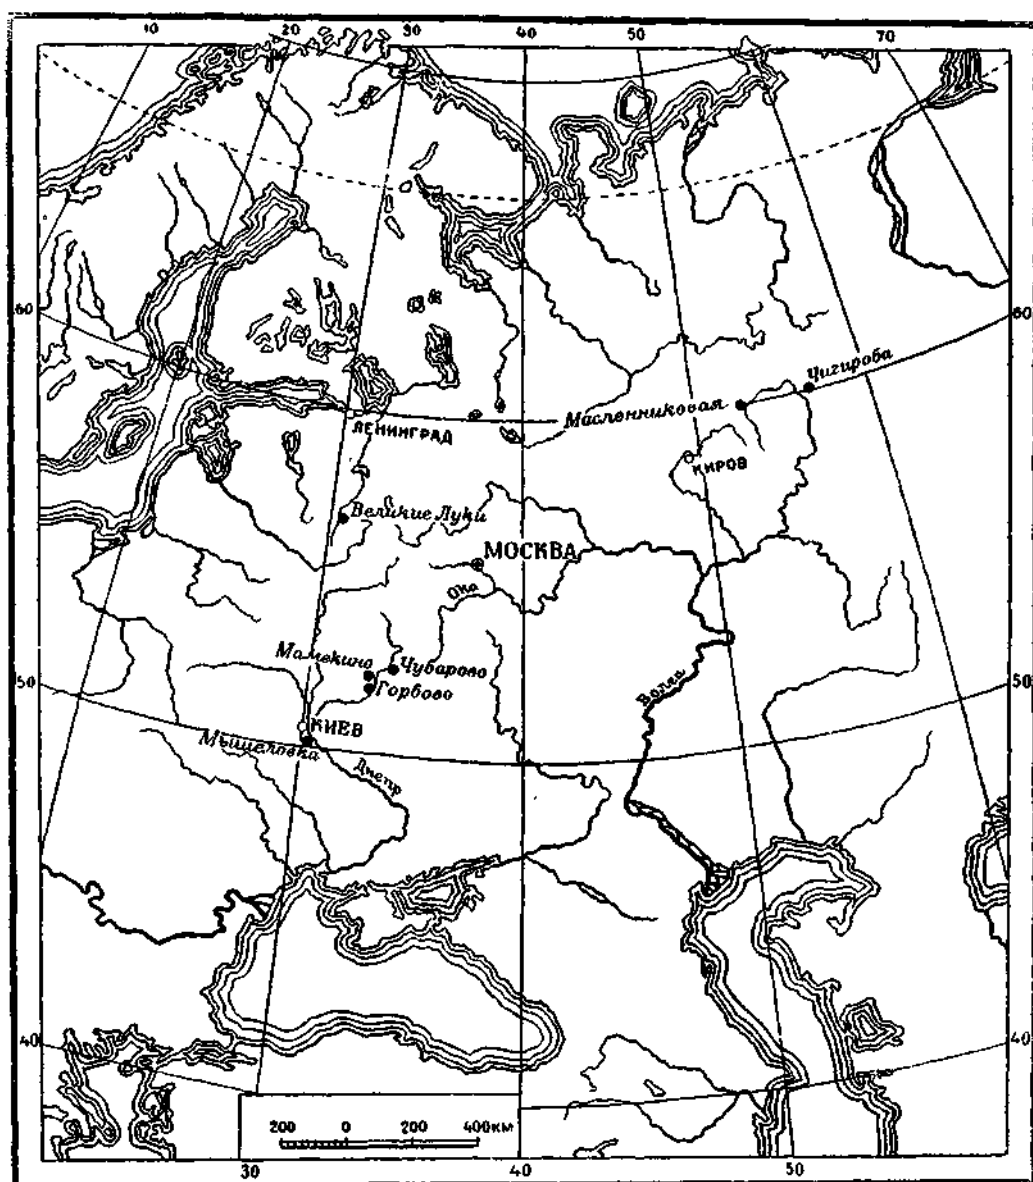 10 20 30 40 50 70
60 60
Чигироба
Масленниковая
ЛЕНИНГРАД
КИРОВ
Великие Луки
МОСКВА
Ока
Мамекино
Чубарово
Горбово
50 50
Волга
КИЕВ
Мышеловка
Днепр
40 40
200 0 200 400км
30 40 50